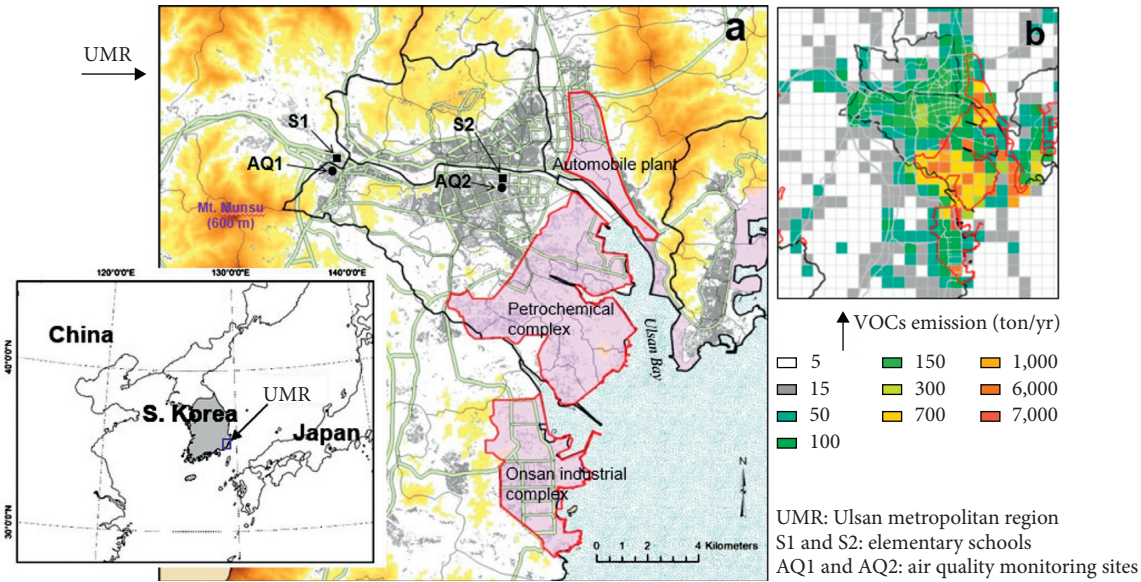 UMR
a
S1
S2
AQ1
AQ2
Automobile plant
Mt. Munsu
(600 m)
Petrochemical
complex
Ulsan Bay
Onsan industrial
complex
N
0 2 4 Kilometers
120°0'0"E
130°0'0"E
140°0'0"E
40°0'0"N
30°0'0"N
China
S. Korea
UMR
Japan
b
VOCs emission (ton/yr)
5
15
50
100
150
300
700
1,000
6,000
7,000
UMR: Ulsan metropolitan region
S1 and S2: elementary schools
AQ1 and AQ2: air quality monitoring sites